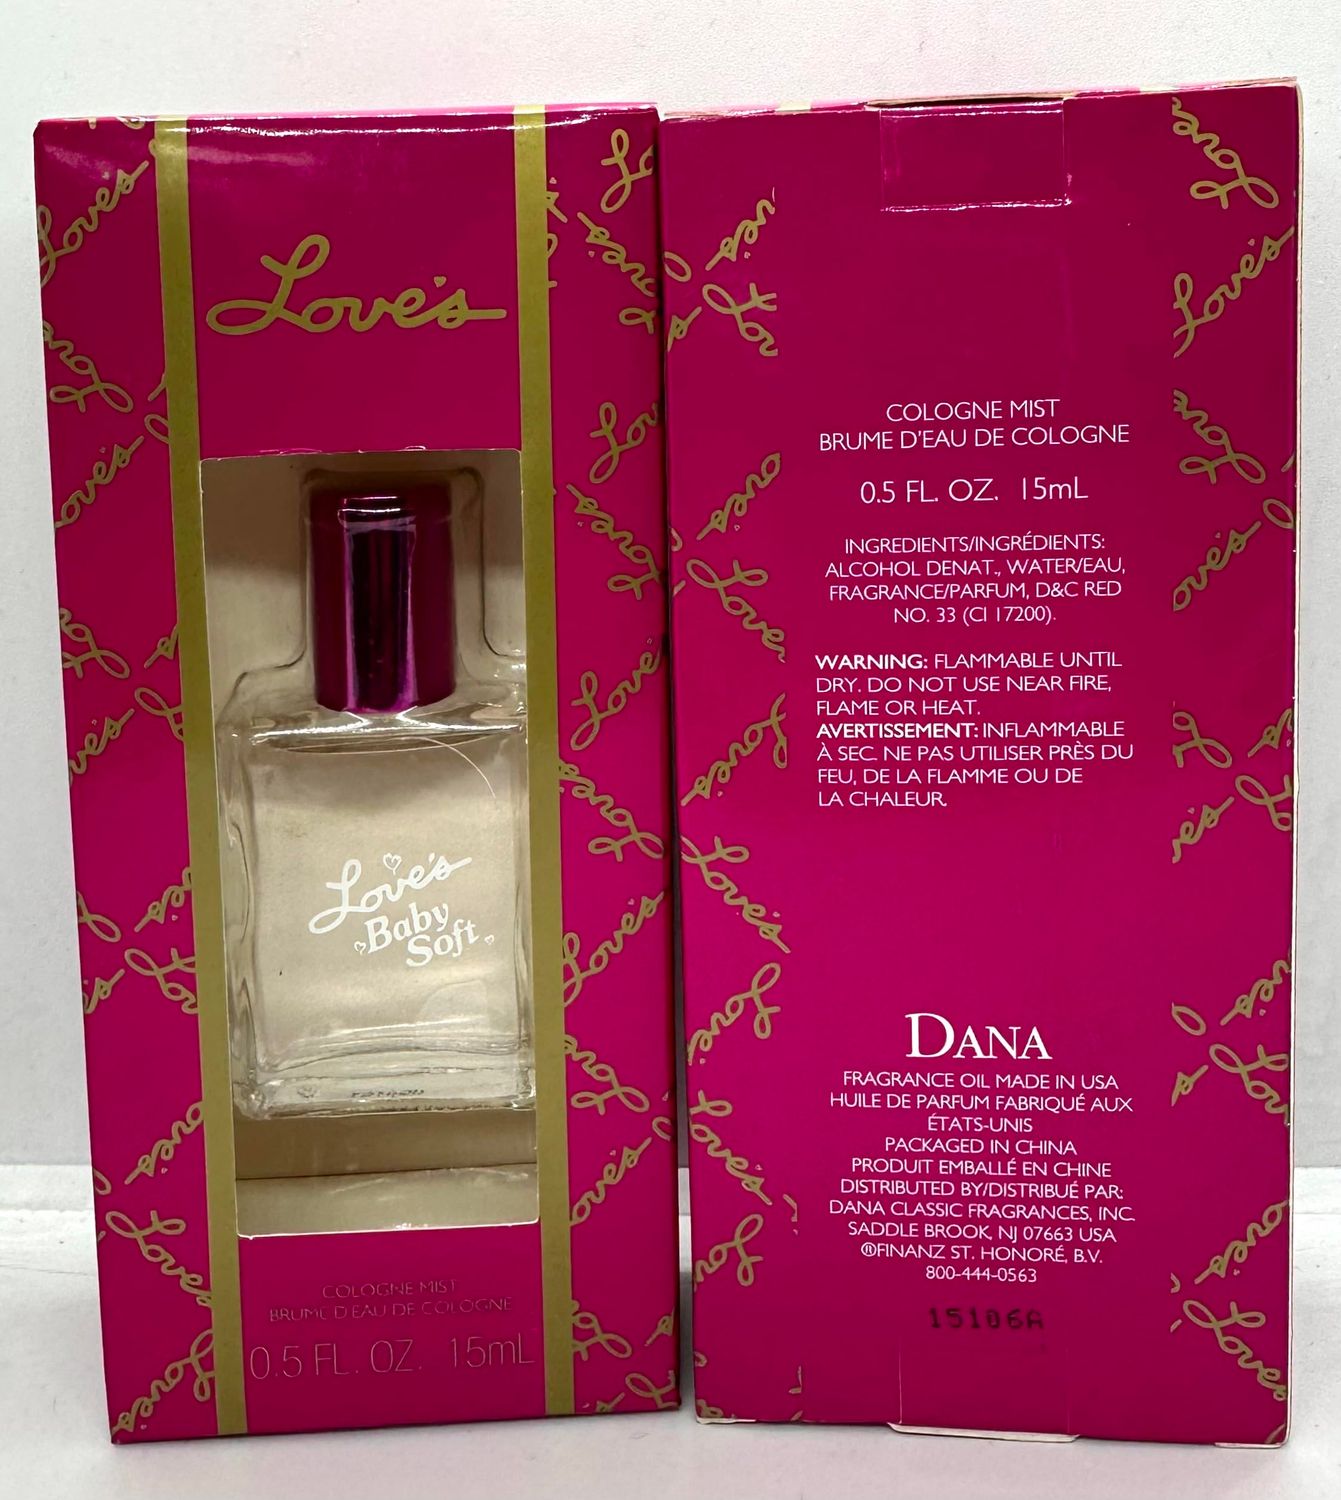 Love's
Love's
Baby
Soft
COLOGNE MIST
BRUME D'EAU DE COLOGNE
0.5 FL. OZ. 15mL
COLOGNE MIST
BRUME D'EAU DE COLOGNE
0.5 FL. OZ. 15mL
INGREDIENTS/INGRÉDIENTS:
ALCOHOL DENAT., WATER/EAU,
FRAGRANCE/PARFUM, D&C RED
NO. 33 (CI 17200).
WARNING: FLAMMABLE UNTIL
DRY. DO NOT USE NEAR FIRE,
FLAME OR HEAT.
AVERTISSEMENT: INFLAMMABLE
À SEC. NE PAS UTILISER PRÈS DU
FEU, DE LA FLAMME OU DE
LA CHALEUR.
DANA
FRAGRANCE OIL MADE IN USA
HUILE DE PARFUM FABRIQUÉ AUX
ÉTATS-UNIS
PACKAGED IN CHINA
PRODUIT EMBALLÉ EN CHINE
DISTRIBUTED BY/DISTRIBUÉ PAR:
DANA CLASSIC FRAGRANCES, INC.
SADDLE BROOK, NJ 07663 USA
®FINANZ ST. HONORÉ, B.V.
800-444-0563
15106A